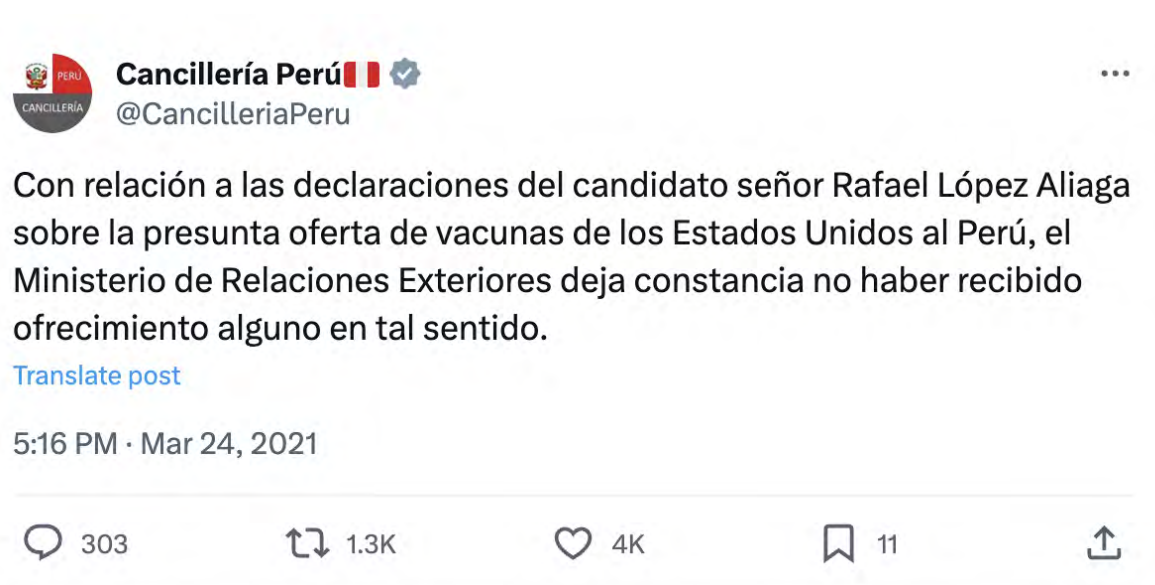 PERÚ
CANCILLERÍA
Cancillería Perú
@CancilleriaPeru
Con relación a las declaraciones del candidato señor Rafael López Aliaga
sobre la presunta oferta de vacunas de los Estados Unidos al Perú, el
Ministerio de Relaciones Exteriores deja constancia no haber recibido
ofrecimiento alguno en tal sentido.
Translate post
5:16 PM · Mar 24, 2021
303 1.3K 4K 11